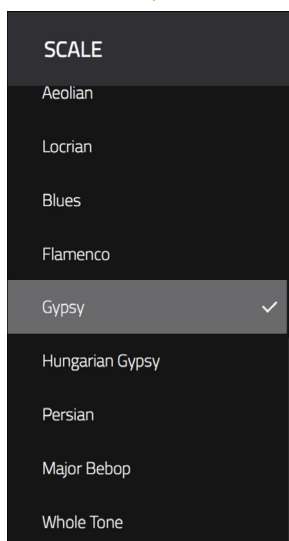 SCALE
Aeolian
Locrian
Blues
Flamenco
Gypsy
Hungarian Gypsy
Persian
Major Bebop
Whole Tone